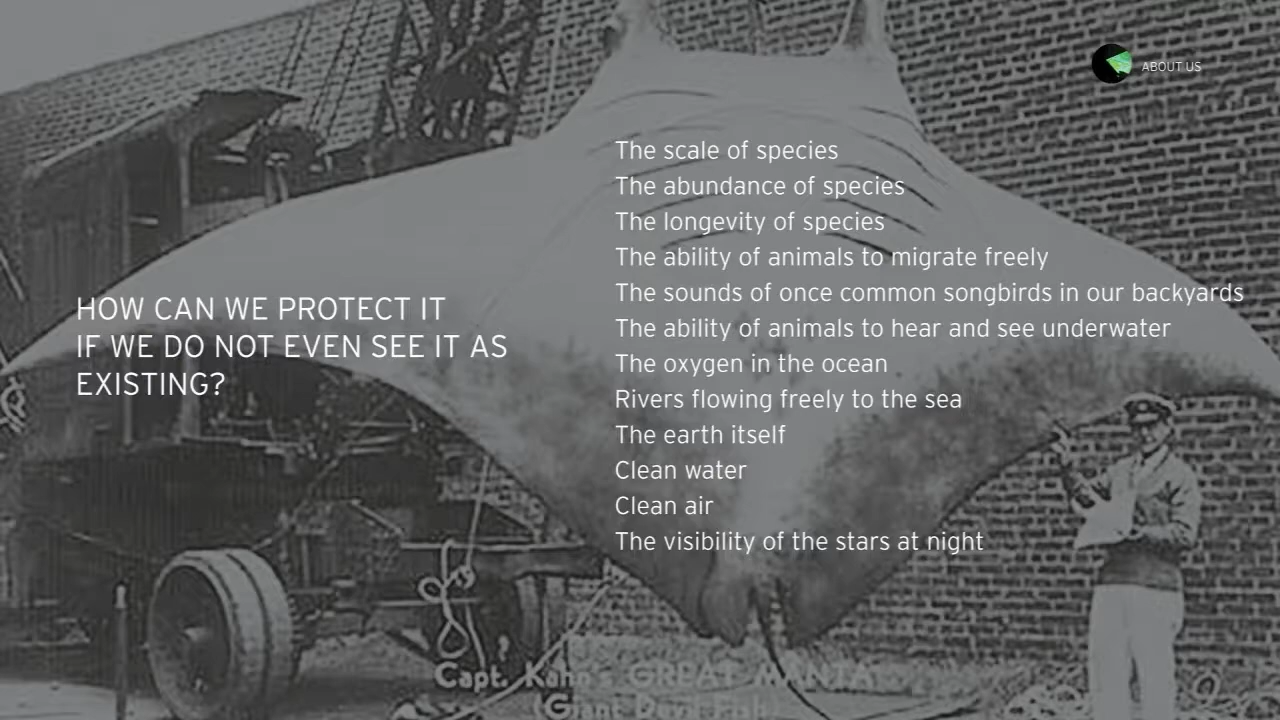 ABOUT US
HOW CAN WE PROTECT IT
IF WE DO NOT EVEN SEE IT AS
EXISTING?
The scale of species
The abundance of species
The longevity of species
The ability of animals to migrate freely
The sounds of once common songbirds in our backyards
The ability of animals to hear and see underwater
The oxygen in the ocean
Rivers flowing freely to the sea
The earth itself
Clean water
Clean air
The visibility of the stars at night
Capt. Kahn's GREAT MANTA
(Giant Devil Fish)